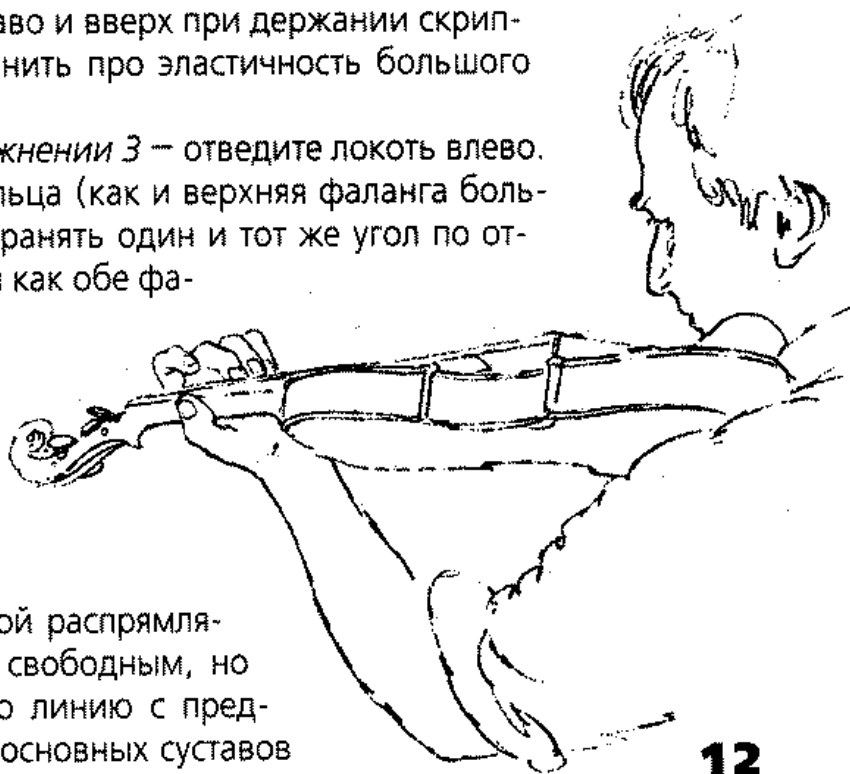 аво и вверх при держании скрип-
нить про эластичность большого
жнении 3 – отведите локоть влево.
льца (как и верхняя фаланга боль-
ранять один и тот же угол по от-
как обе фа-
ой распрямля-
свободным, но
о линию с пред-
основных суставов
12